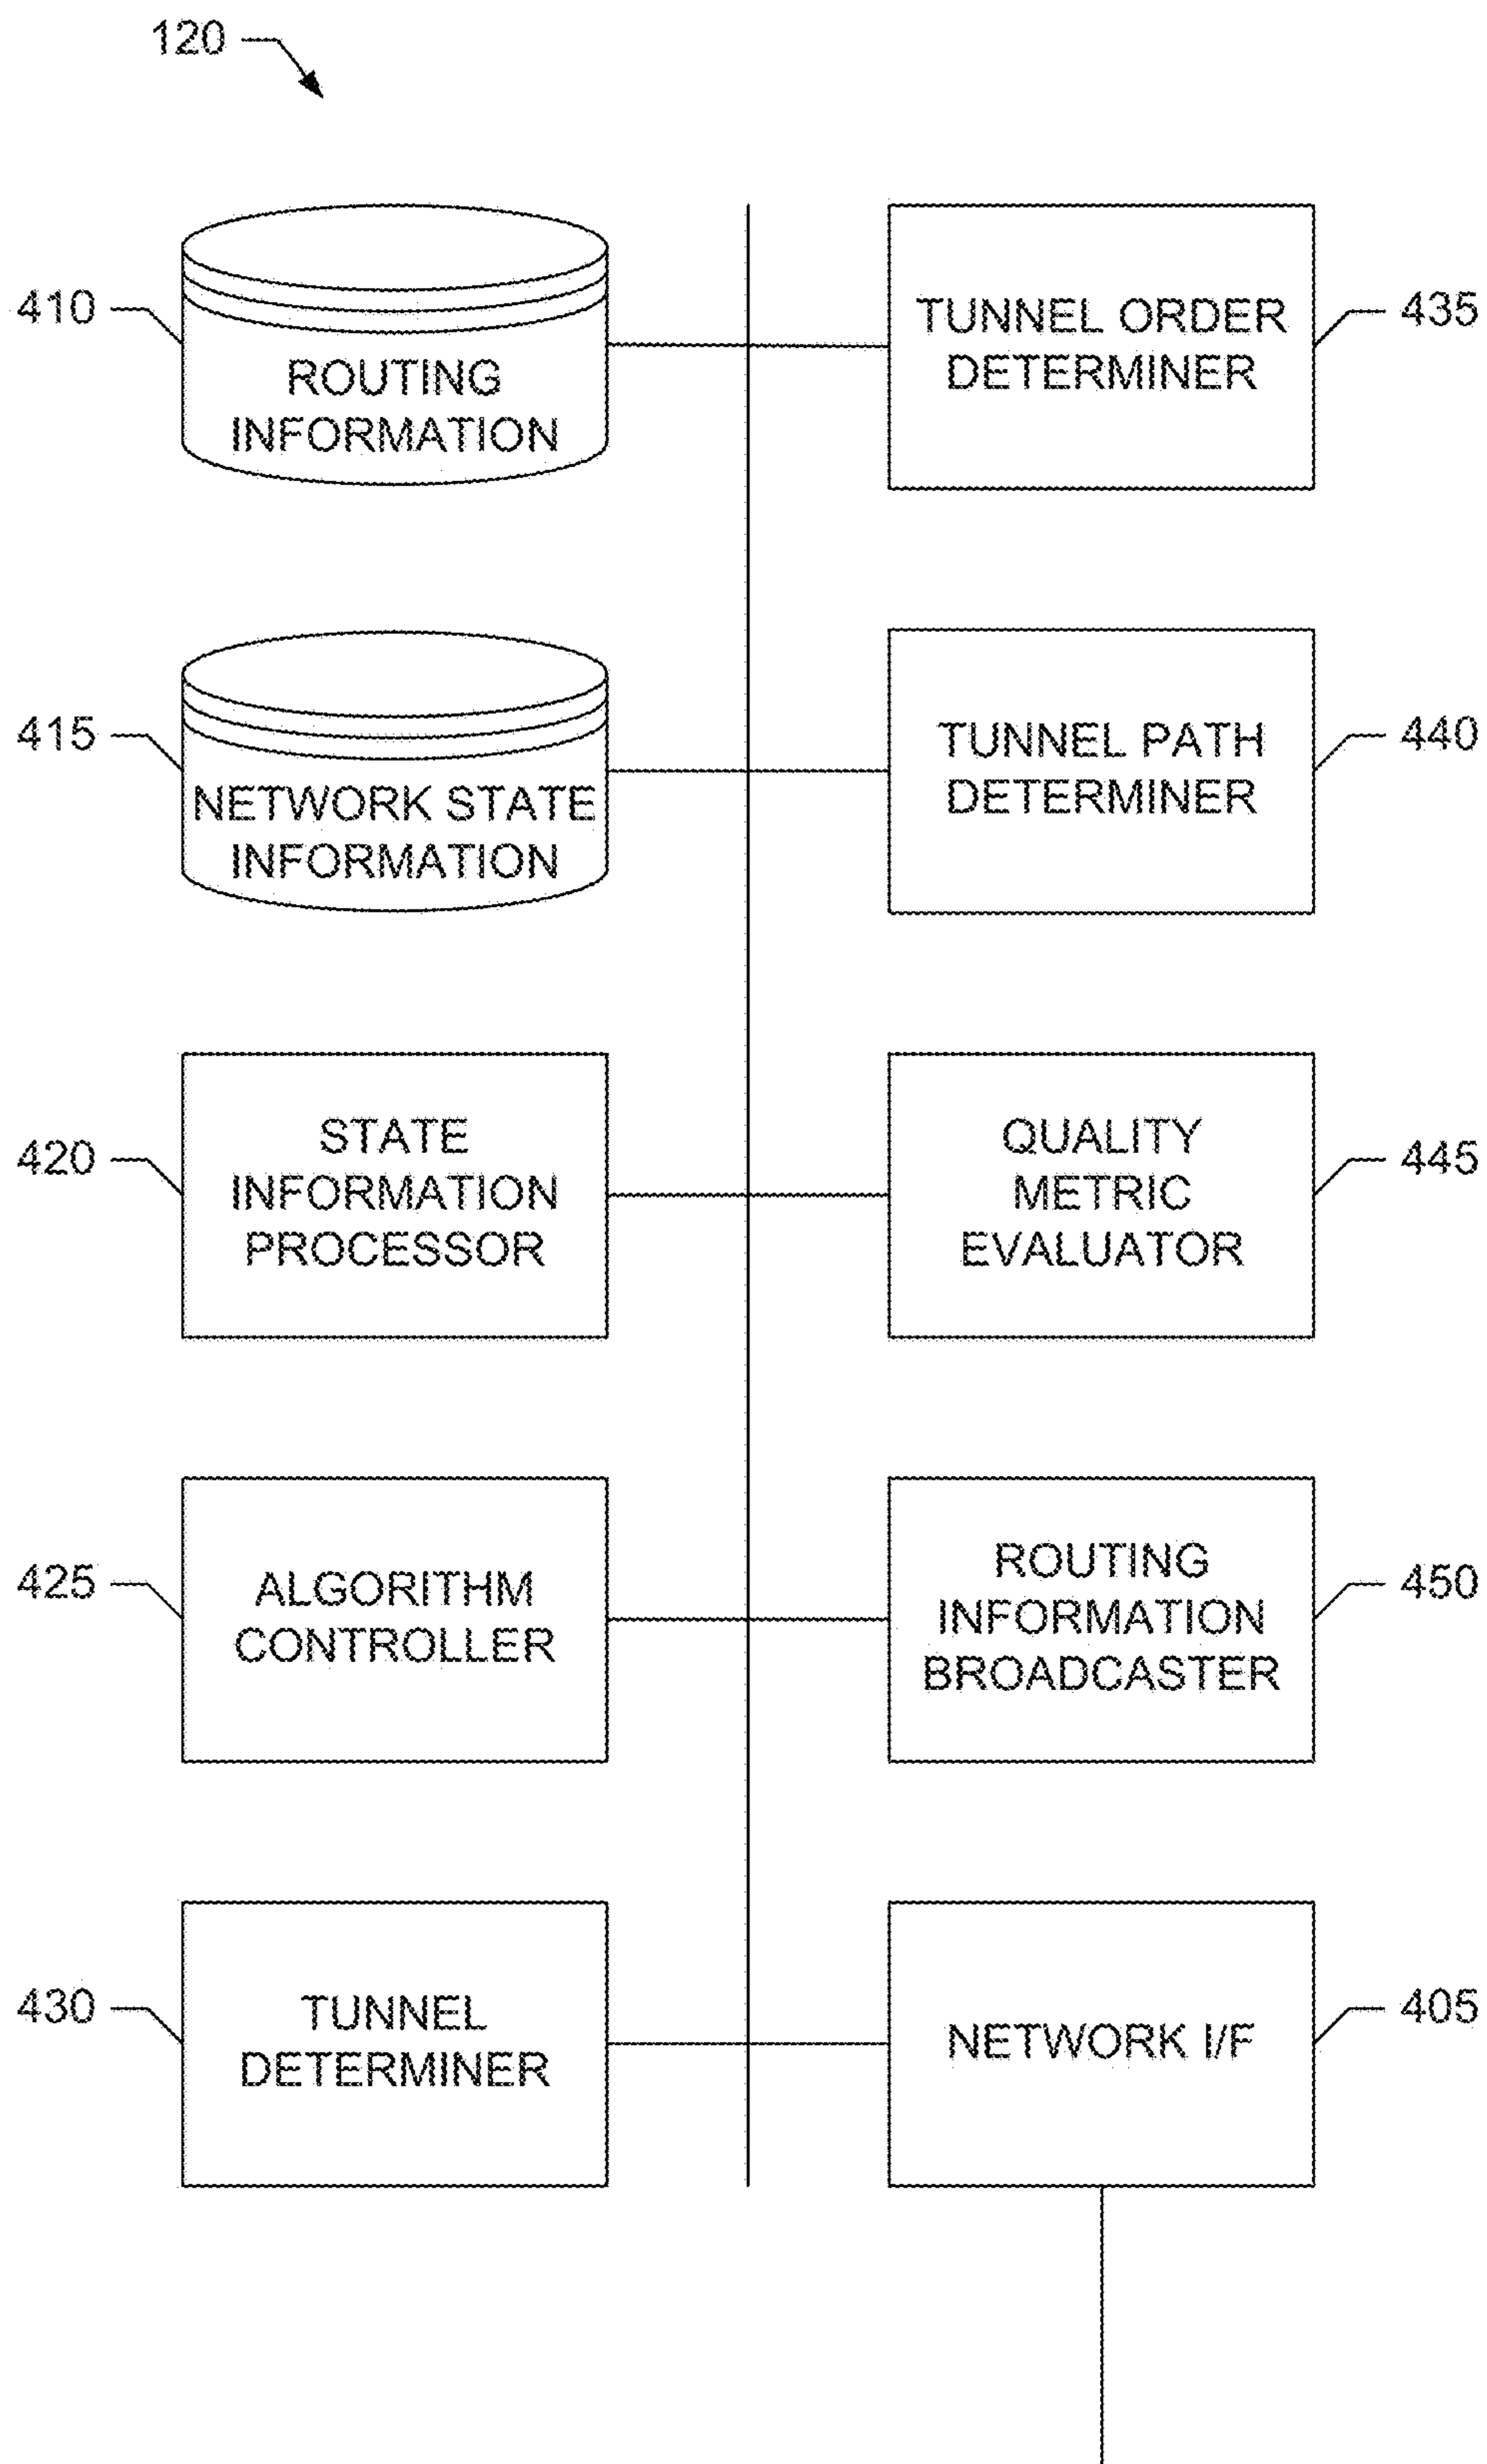 120
410
ROUTING
INFORMATION
TUNNEL ORDER
DETERMINER
435
415
NETWORK STATE
INFORMATION
TUNNEL PATH
DETERMINER
440
420
STATE
INFORMATION
PROCESSOR
QUALITY
METRIC
EVALUATOR
445
425
ALGORITHM
CONTROLLER
ROUTING
INFORMATION
BROADCASTER
450
430
TUNNEL
DETERMINER
NETWORK I/F
405